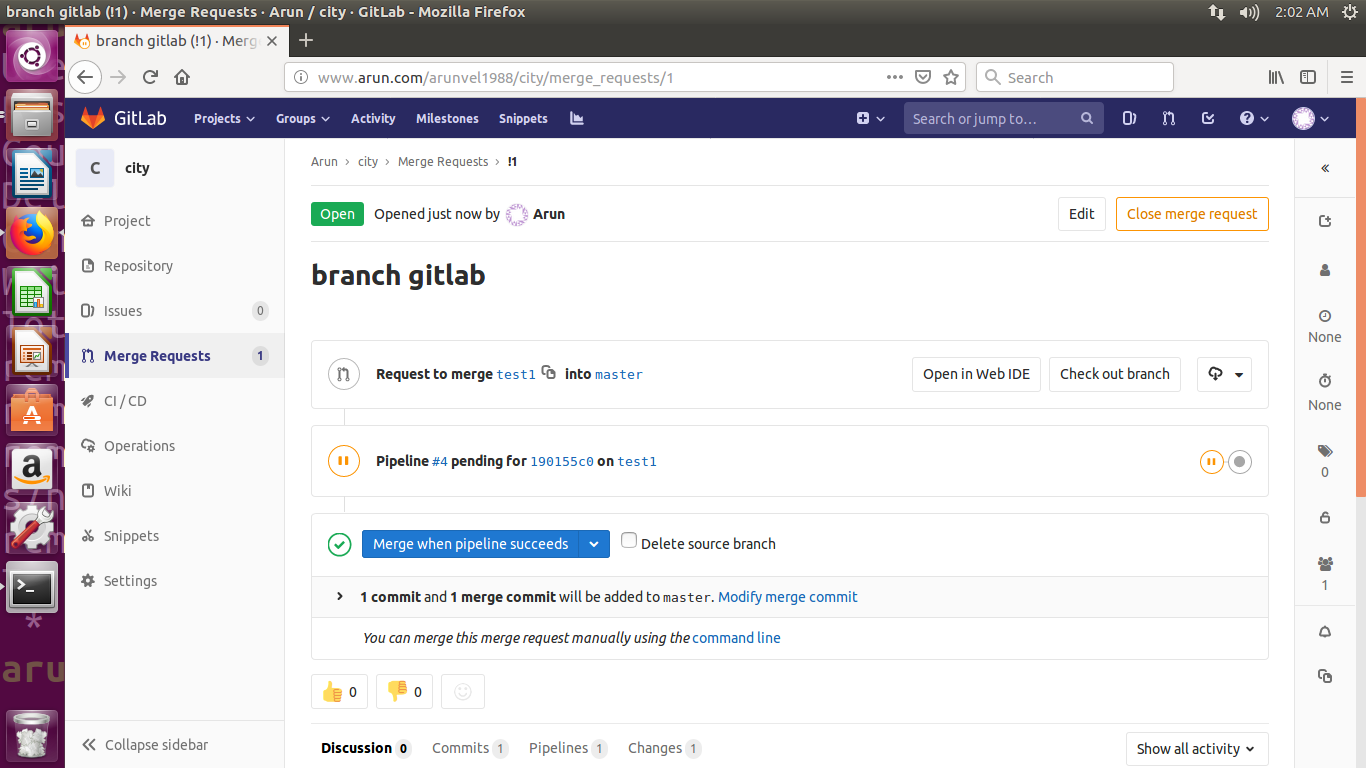 branch gitlab (!1) · Merge Requests · Arun / city · GitLab - Mozilla Firefox
2:02 AM
branch gitlab (!1) · Merg
www.arun.com/arunvel1988/city/merge_requests/1
Search
GitLab
Projects Groups Activity Milestones Snippets
Search or jump to…
C city
Arun › city › Merge Requests › !1
Open Opened just now by Arun
Edit Close merge request
Project
Repository
Issues 0
Merge Requests 1
CI / CD
Operations
Wiki
Snippets
Settings
Collapse sidebar
branch gitlab
Request to merge test1 into master
Open in Web IDE Check out branch
Pipeline #4 pending for 190155c0 on test1
Merge when pipeline succeeds Delete source branch
1 commit and 1 merge commit will be added to master. Modify merge commit
You can merge this merge request manually using the command line
0 0
Discussion 0 Commits 1 Pipelines 1 Changes 1
Show all activity
None
None
0
1
aru